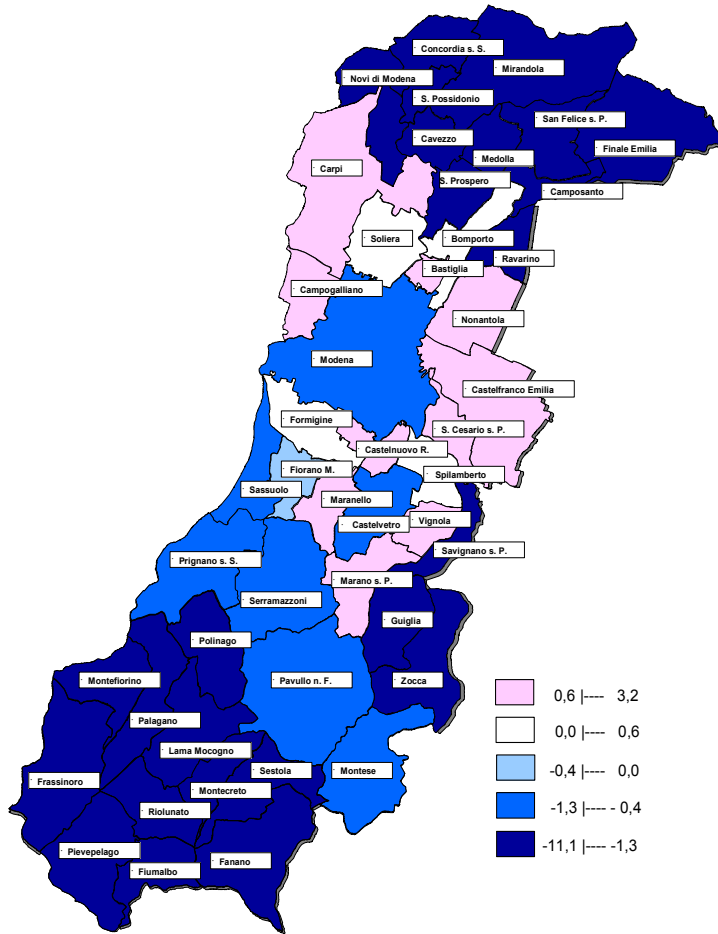 Concordia s. S.
Mirandola
Novi di Modena
S. Possidonio
San Felice s. P.
Cavezzo
Finale Emilia
Medolla
Carpi
S. Prospero
Camposanto
Soliera
Bomporto
Ravarino
Bastiglia
Campogalliano
Nonantola
Modena
Castelfranco Emilia
Formigine
S. Cesario s. P.
Castelnuovo R.
Fiorano M.
Spilamberto
Sassuolo
Maranello
Castelvetro
Vignola
Savignano s. P.
Prignano s. S.
Marano s. P.
Serramazzoni
Guiglia
Polinago
Montefiorino
Pavullo n. F.
Zocca
Palagano
Lama Mocogno
Sestola
Montese
Frassinoro
Montecreto
Riolunato
Pievepelago
Fanano
Fiumalbo
0,6 |---- 3,2
0,0 |---- 0,6
-0,4 |---- 0,0
-1,3 |---- - 0,4
-11,1 |---- -1,3